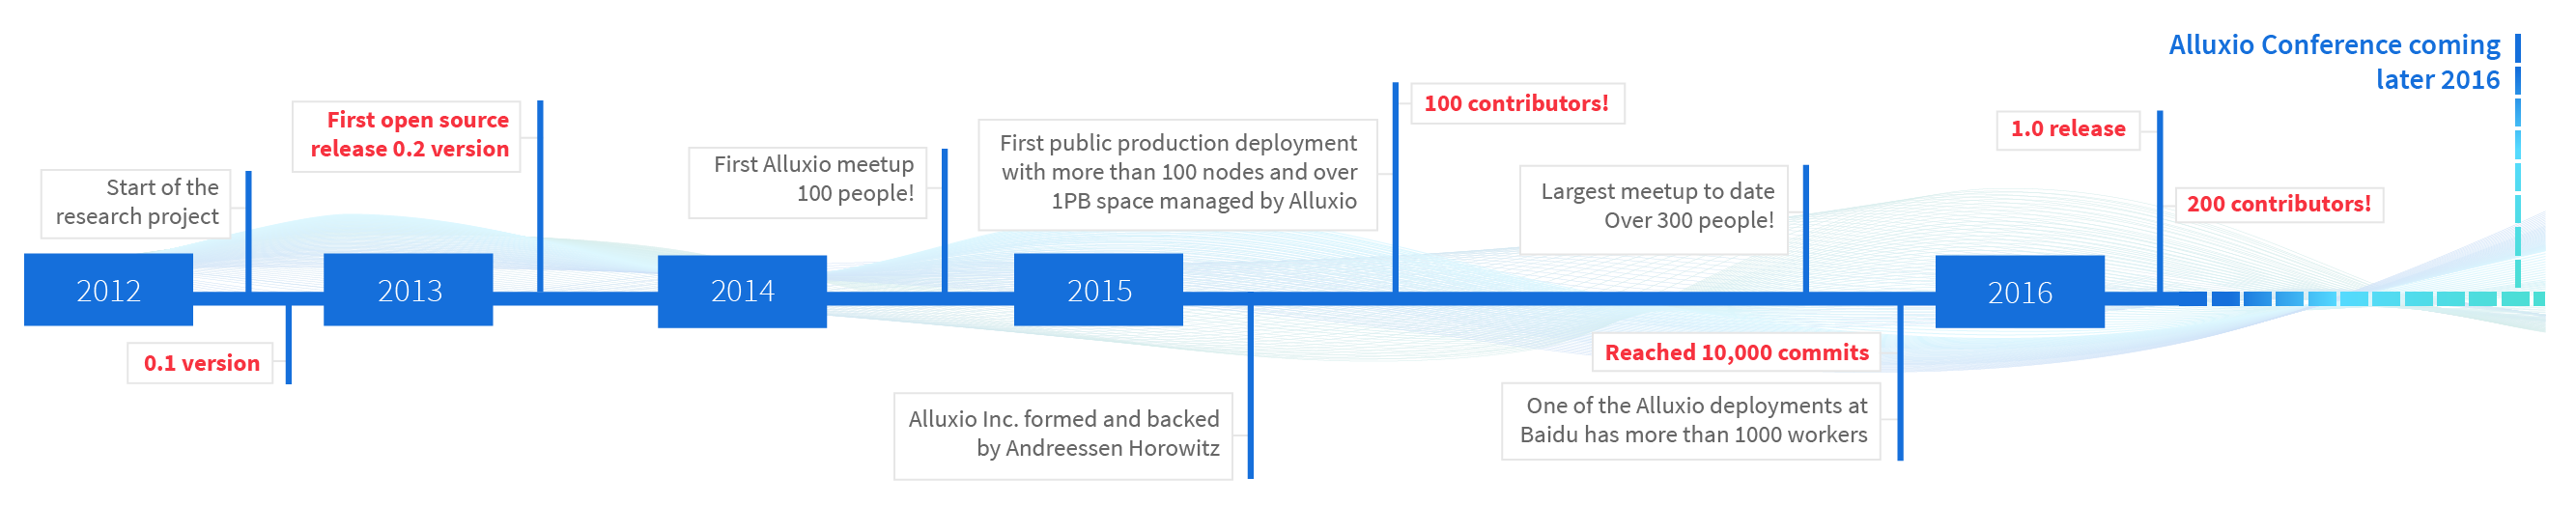 2012
Start of the
research project
0.1 version
2013
First open source
release 0.2 version
2014
First Alluxio meetup
100 people!
2015
Alluxio Inc. formed and backed
by Andreessen Horowitz
First public production deployment
with more than 100 nodes and over
1PB space managed by Alluxio
100 contributors!
Largest meetup to date
Over 300 people!
Reached 10,000 commits
One of the Alluxio deployments at
Baidu has more than 1000 workers
2016
1.0 release
200 contributors!
Alluxio Conference coming
later 2016